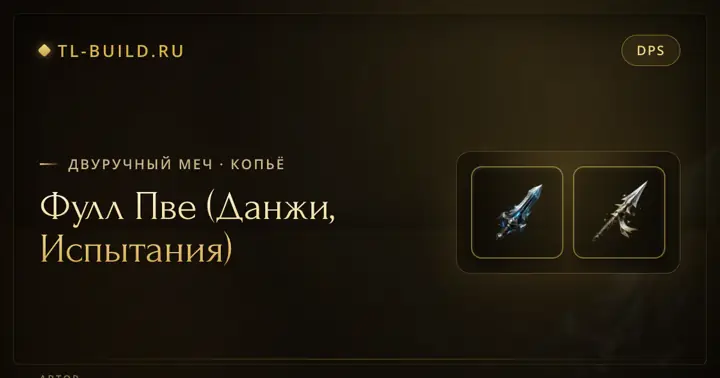 TL-BUILD.RU
DPS
ДВУРУЧНЫЙ МЕЧ · КОПЬЁ
Фулл Пве (Данжи,
Испытания)